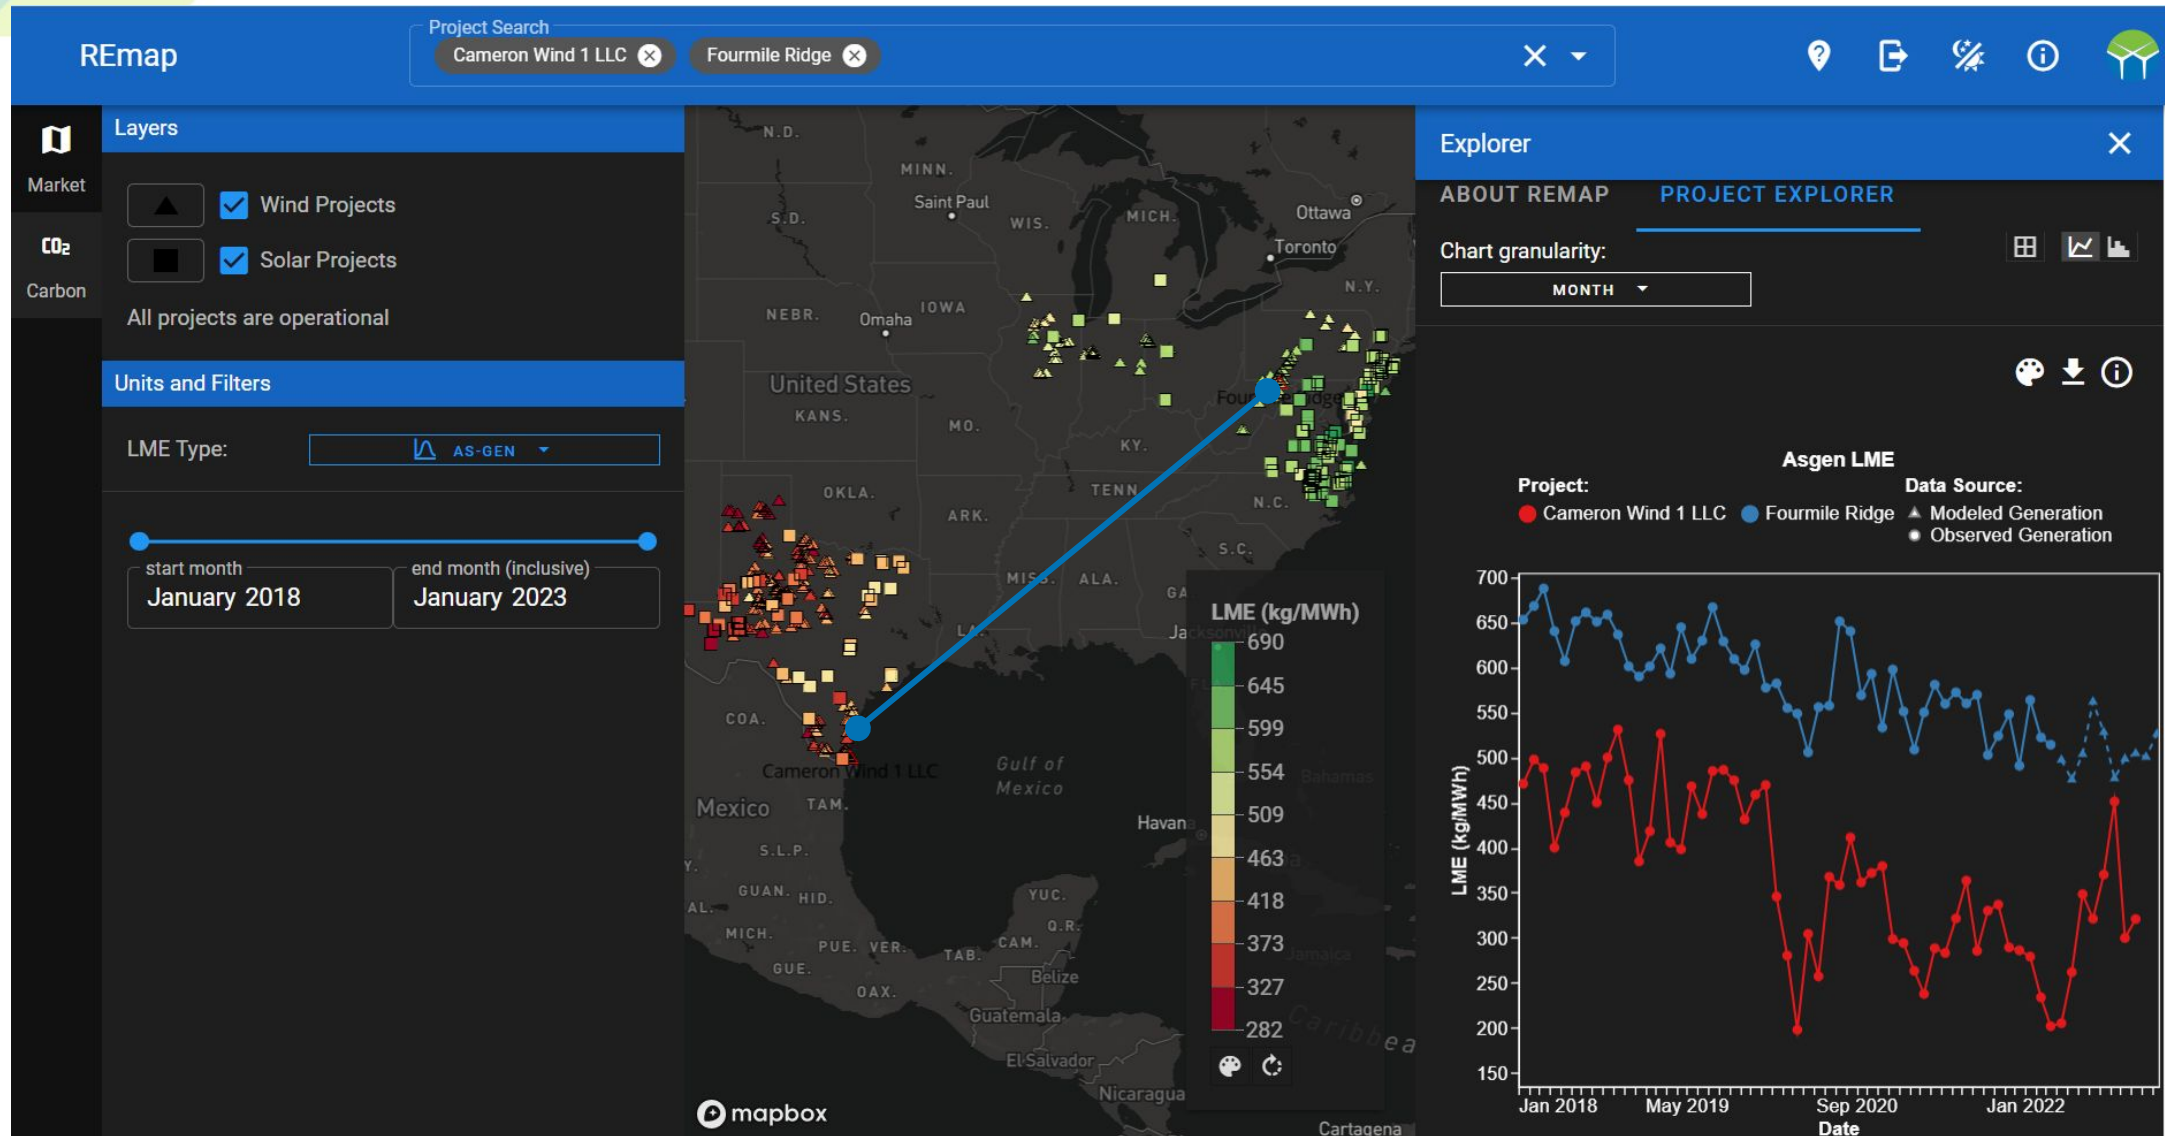 REmap
Project Search
Cameron Wind 1 LLC
Fourmile Ridge
Market
CO₂
Carbon
Layers
Wind Projects
Solar Projects
All projects are operational
Units and Filters
LME Type:
AS-GEN
start month
January 2018
end month (inclusive)
January 2023
N.D.
MINN.
Saint Paul
S.D.
WIS.
MICH.
Ottawa
Toronto
N.Y.
NEBR.
Omaha
IOWA
United States
KANS.
MO.
KY.
OKLA.
ARK.
TENN.
N.C.
S.C.
MISS.
ALA.
GA
LA.
COA.
Cameron Wind 1 LLC
Gulf of
Mexico
Bahamas
Mexico
TAM.
Havan
S.L.P.
GUAN.
HID.
YUC.
AL.
MICH.
PUE.
VER.
TAB.
CAM.
Q.R.
Jamaica
GUE.
OAX.
Belize
Guatemala
El Salvador
Nicaragua
Cartagena
mapbox
LME (kg/MWh)
690
645
599
554
509
463
418
373
327
282
Explorer
ABOUT REMAP
PROJECT EXPLORER
Chart granularity:
MONTH
Asgen LME
Project:
Data Source:
Cameron Wind 1 LLC
Fourmile Ridge
Modeled Generation
Observed Generation
LME (kg/MWh)
700
650
600
550
500
450
400
350
300
250
200
150
Jan 2018
May 2019
Sep 2020
Jan 2022
Date